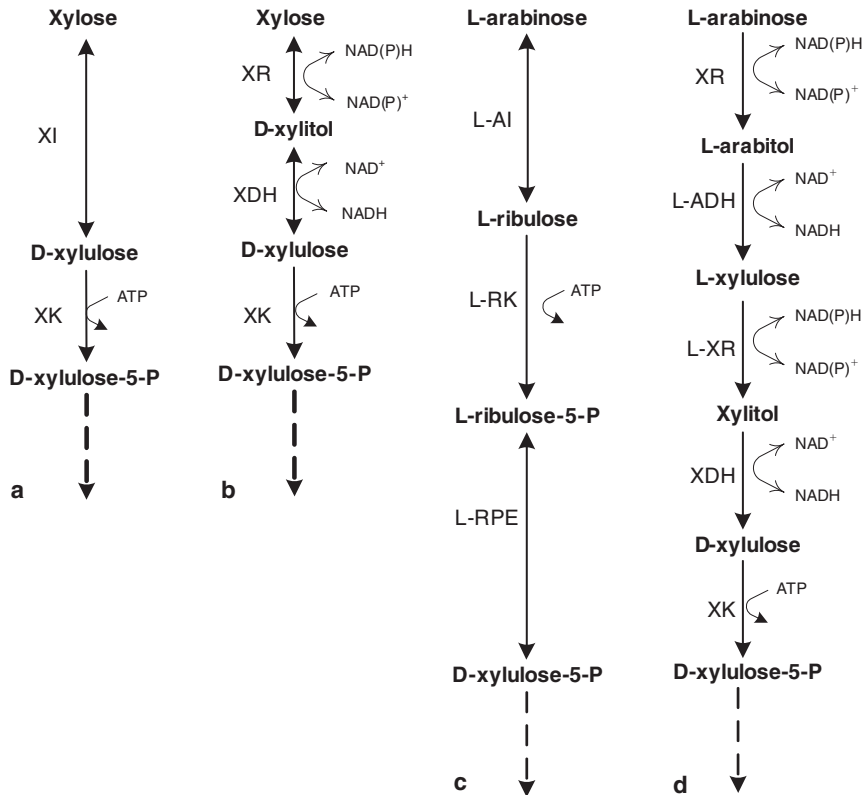 Xylose
XI
D-xylulose
XK
ATP
D-xylulose-5-P
a
Xylose
XR
NAD(P)H
NAD(P)⁺
D-xylitol
XDH
NAD⁺
NADH
D-xylulose
XK
ATP
D-xylulose-5-P
b
L-arabinose
L-AI
L-ribulose
L-RK
ATP
L-ribulose-5-P
L-RPE
D-xylulose-5-P
c
L-arabinose
XR
NAD(P)H
NAD(P)⁺
L-arabitol
L-ADH
NAD⁺
NADH
L-xylulose
L-XR
NAD(P)H
NAD(P)⁺
Xylitol
XDH
NAD⁺
NADH
D-xylulose
XK
ATP
D-xylulose-5-P
d